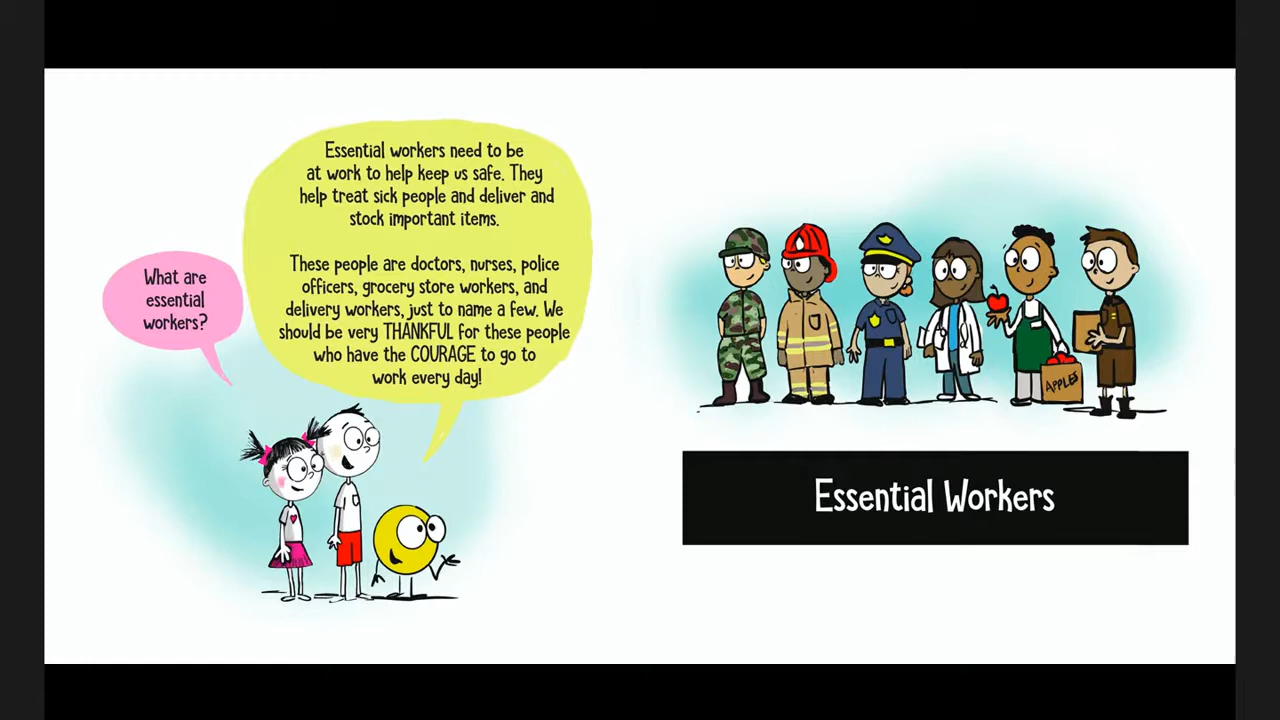 What are
essential
workers?
Essential workers need to be
at work to help keep us safe. They
help treat sick people and deliver and
stock important items.
These people are doctors, nurses, police
officers, grocery store workers, and
delivery workers, just to name a few. We
should be very THANKFUL for these people
who have the COURAGE to go to
work every day!
APPLES
Essential Workers